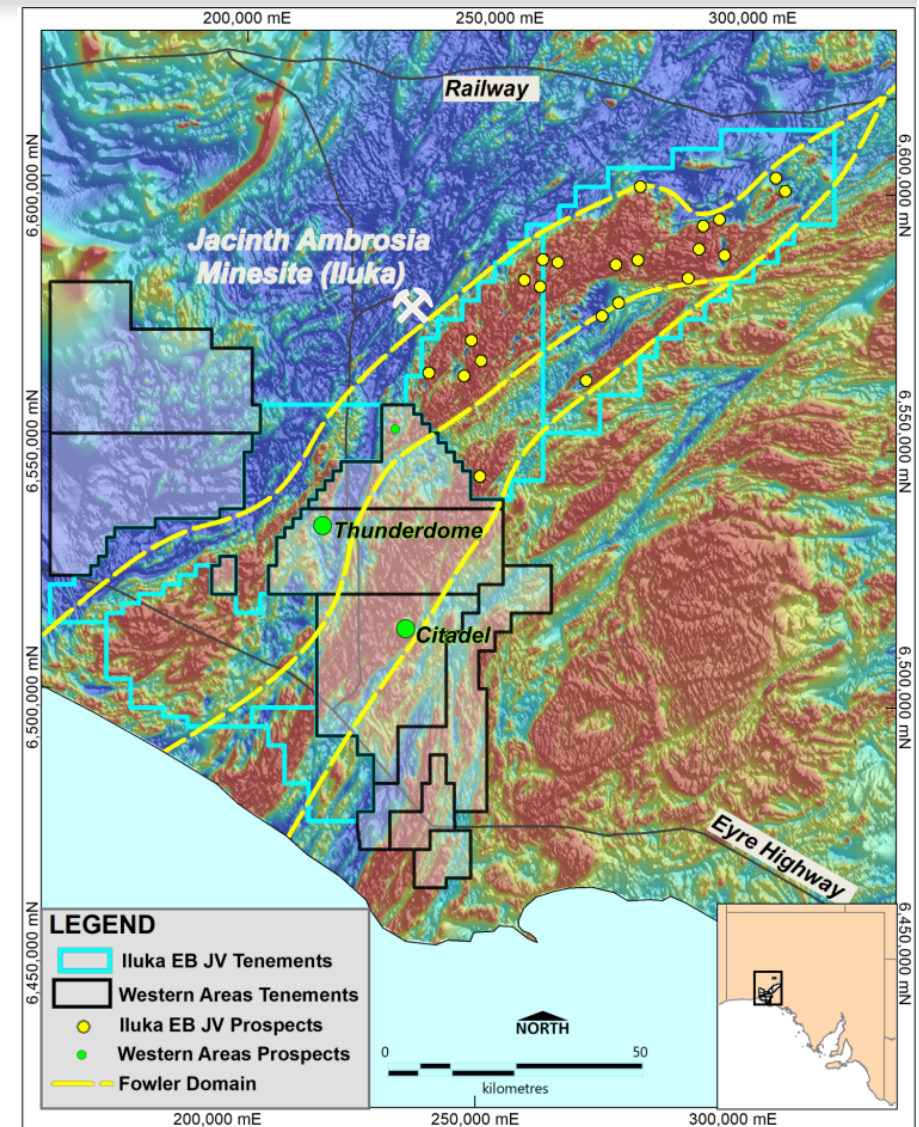 200,000 mE
250,000 mE
300,000 mE
Railway
6,600,000 mN
6,600,000 mN
Jacinth Ambrosia
Minesite (Iluka)
6,550,000 mN
6,550,000 mN
Thunderdome
Citadel
6,500,000 mN
6,500,000 mN
Eyre Highway
6,450,000 mN
6,450,000 mN
LEGEND
Iluka EB JV Tenements
Western Areas Tenements
Iluka EB JV Prospects
Western Areas Prospects
Fowler Domain
NORTH
0 50
kilometres
200,000 mE
250,000 mE
300,000 mE